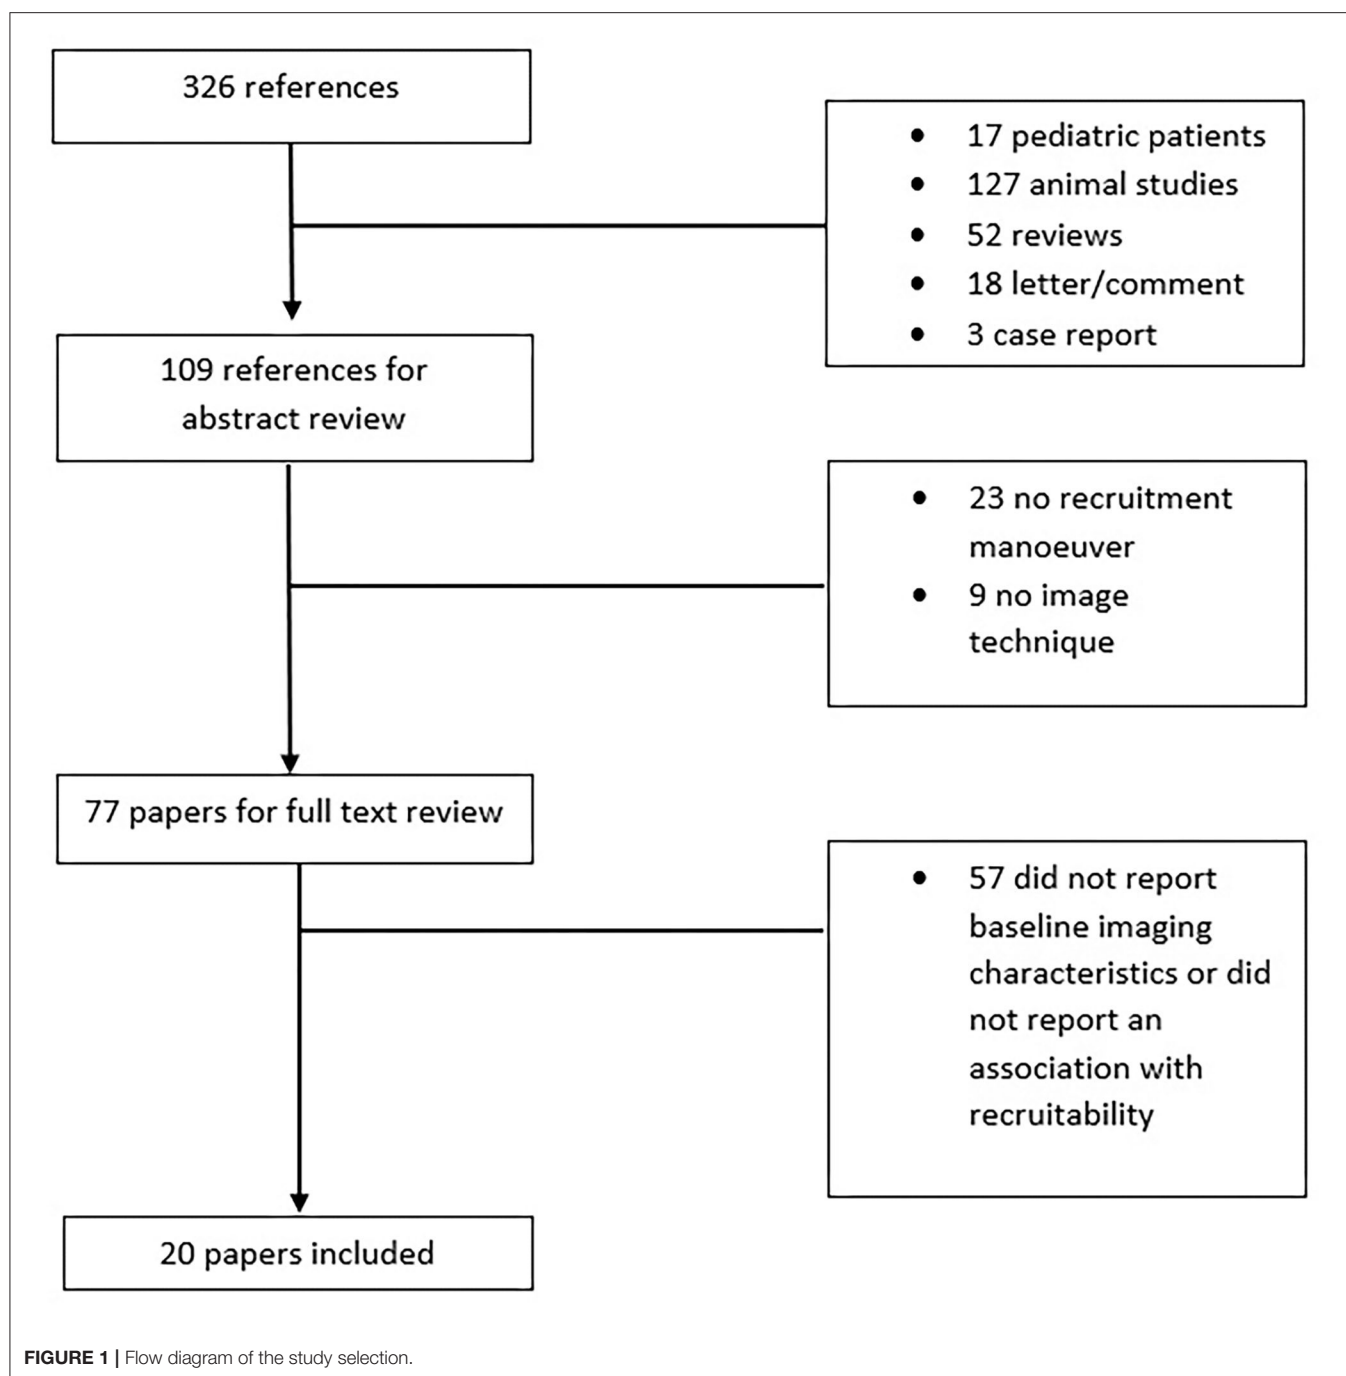 326 references
• 17 pediatric patients
• 127 animal studies
• 52 reviews
• 18 letter/comment
• 3 case report
109 references for
abstract review
• 23 no recruitment
manoeuver
• 9 no image
technique
77 papers for full text review
• 57 did not report
baseline imaging
characteristics or did
not report an
association with
recruitability
20 papers included
FIGURE 1 | Flow diagram of the study selection.